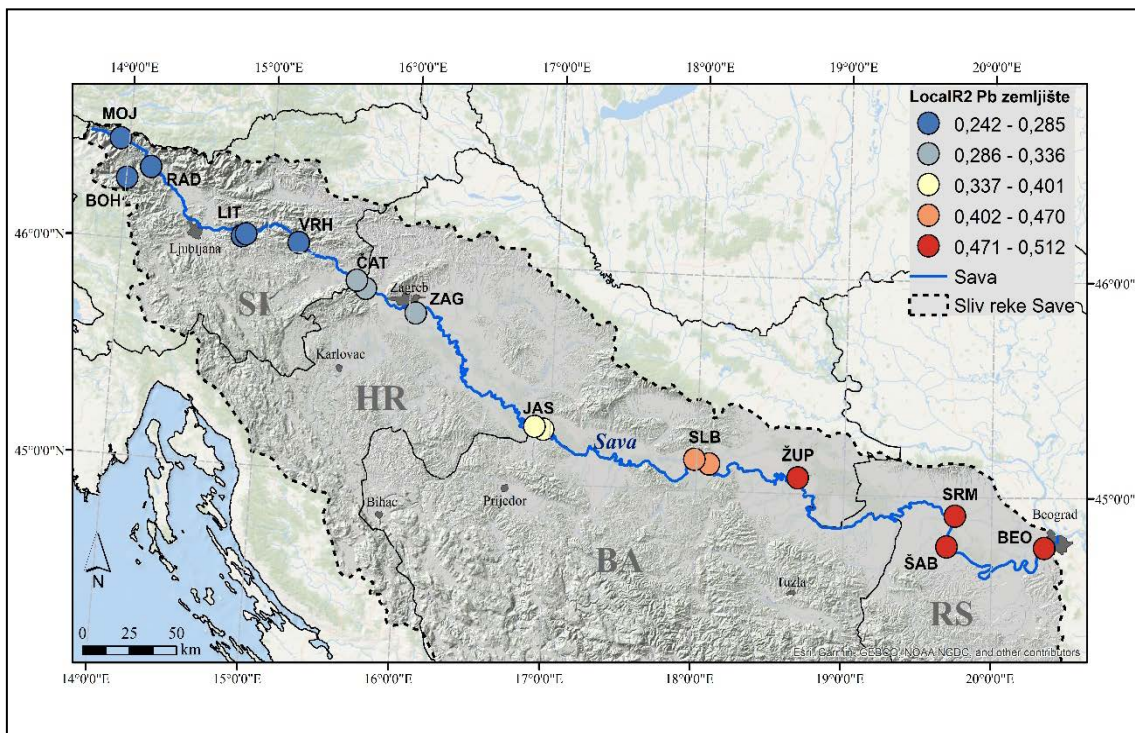 14°0'0"E 15°0'0"E 16°0'0"E 17°0'0"E 18°0'0"E 19°0'0"E 20°0'0"E
LocalR2 Pb zemljište
0,242 - 0,285
0,286 - 0,336
0,337 - 0,401
0,402 - 0,470
0,471 - 0,512
Sava
Sliv reke Save
MOJ
RAD
BOH
LIT
VRH
46°0'0"N
Ljubljana
ČAT
46°0'0"N
Zagreb
ZAG
SI
Karlovac
HR
JAS
SLB
45°0'0"N
Sava
ŽUP
45°0'0"N
Prijedor
SRM
Bihac
Beograd
BEO
ŠAB
BA
Tuzla
RS
N
0 25 50
km
Esri, Garmin, GEBCO, NOAA NGDC, and other contributors
14°0'0"E 15°0'0"E 16°0'0"E 17°0'0"E 18°0'0"E 19°0'0"E 20°0'0"E